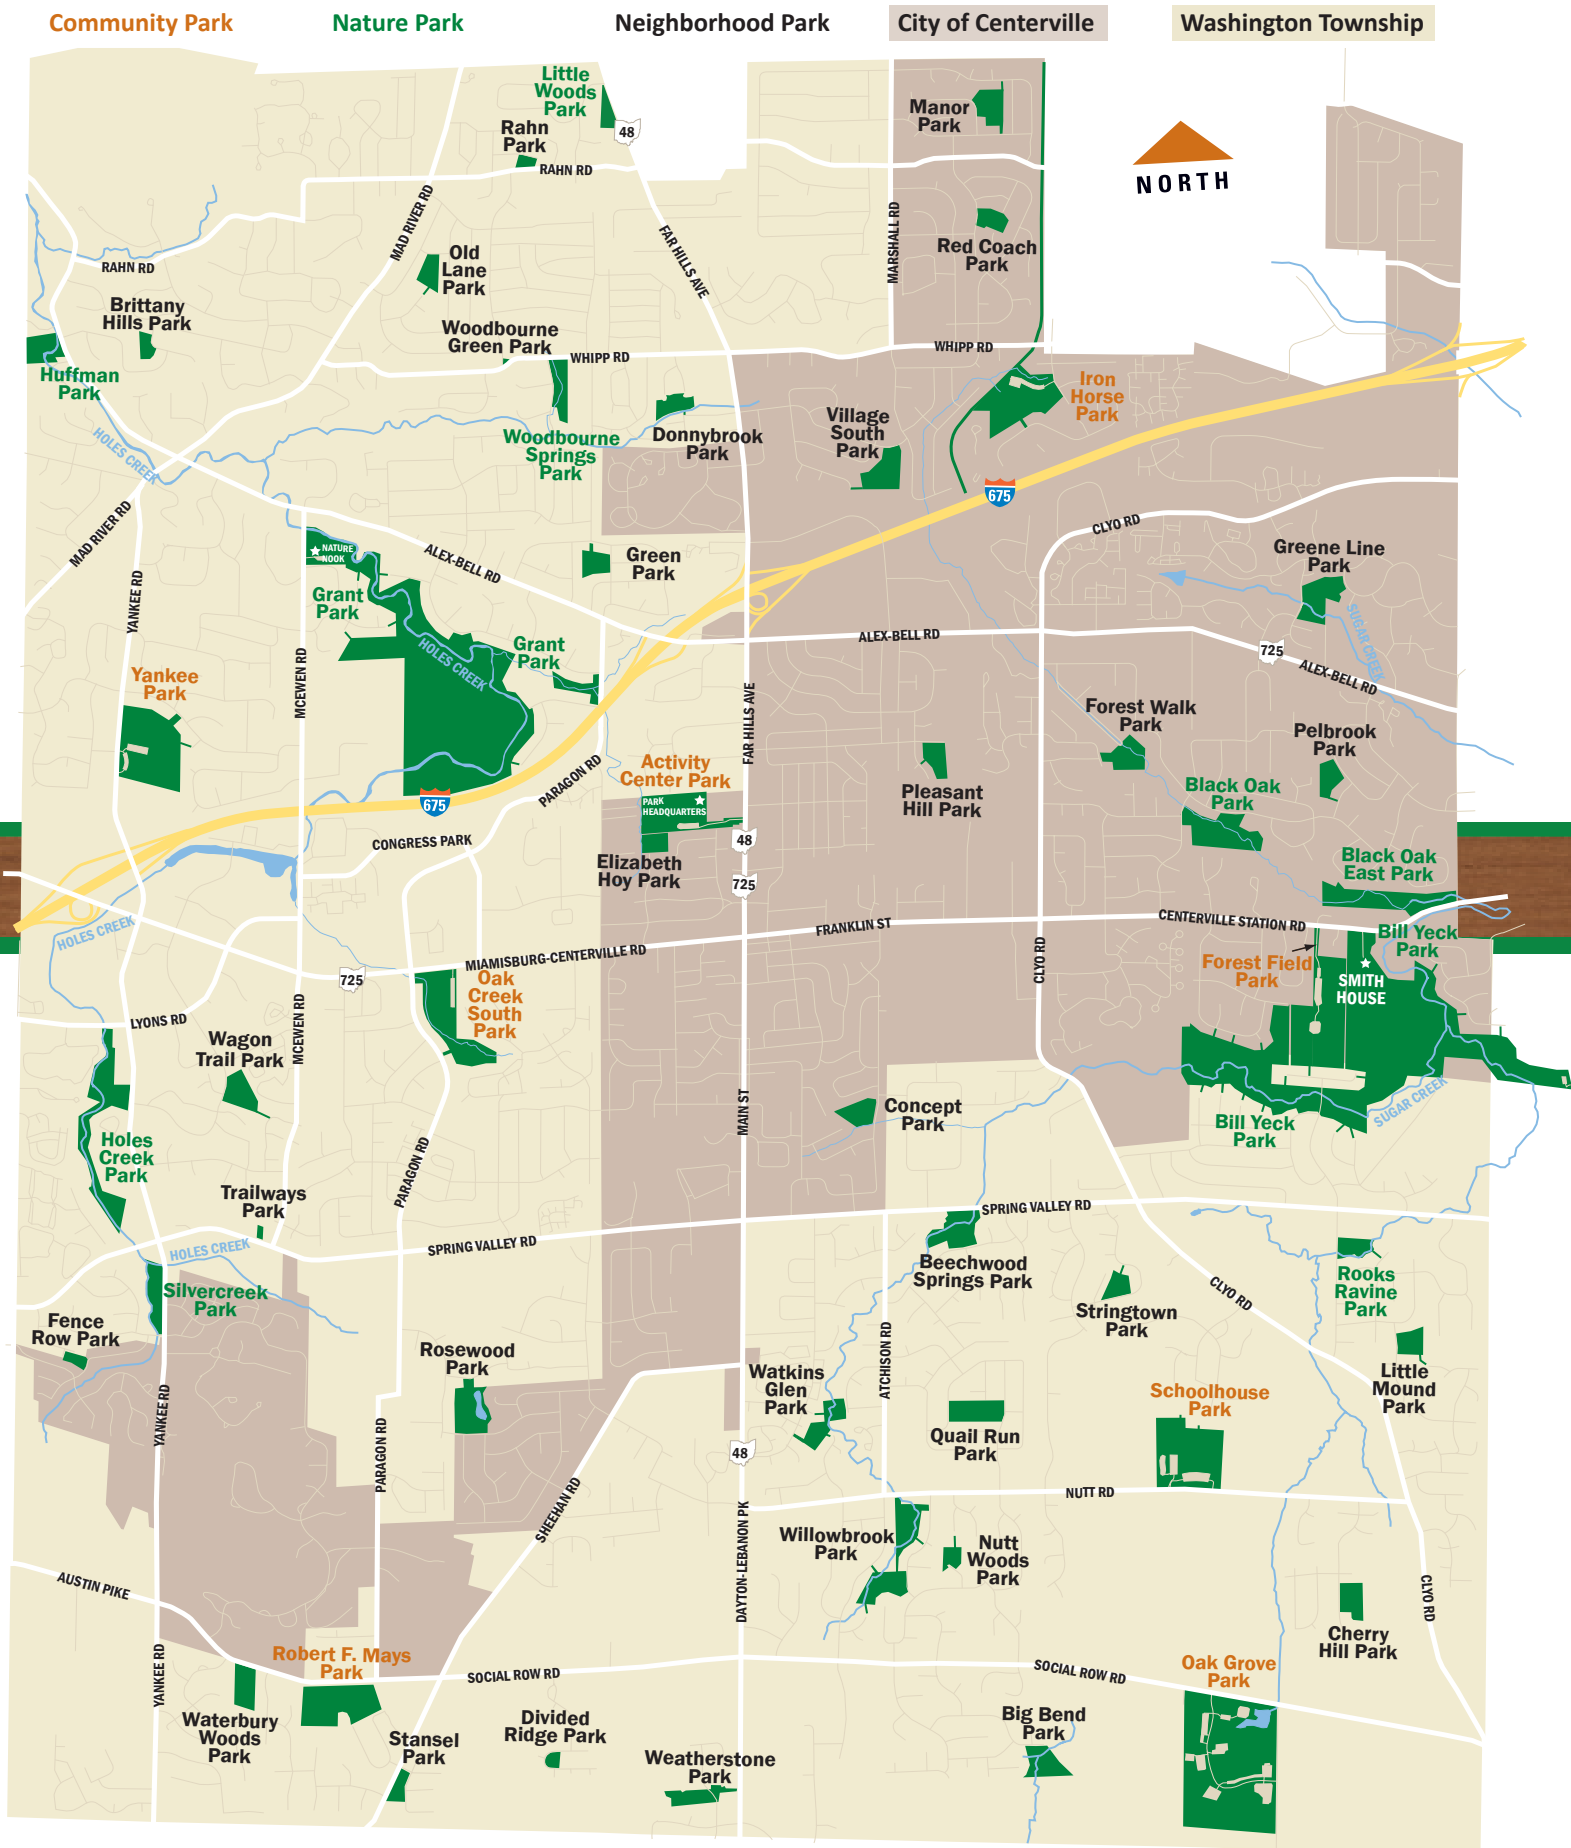 Community Park
Nature Park
Neighborhood Park
City of Centerville
Washington Township
Little
Woods
Park
Rahn
Park
48
RAHN RD
Manor
Park
NORTH
MAD RIVER RD
MARSHALL RD
FAR HILLS AVE
Red Coach
Park
RAHN RD
Old
Lane
Park
Brittany
Hills Park
Woodbourne
Green Park
WHIPP RD
WHIPP RD
Huffman
Park
Iron
Horse
Park
Village
South
Park
HOLES CREEK
Woodbourne
Springs
Park
Donnybrook
Park
675
MAD RIVER RD
CLYO RD
NATURE
NOOK
ALEX-BELL RD
Green
Park
Greene Line
Park
YANKEE RD
Grant
Park
SUGAR CREEK
HOLES CREEK
Grant
Park
ALEX-BELL RD
725
ALEX-BELL RD
Yankee
Park
MCEWEN RD
FAR HILLS AVE
Forest Walk
Park
Pelbrook
Park
Activity
Center Park
PARAGON RD
Pleasant
Hill Park
Black Oak
Park
675
PARK
HEADQUARTERS
CONGRESS PARK
48
Elizabeth
Hoy Park
725
Black Oak
East Park
HOLES CREEK
FRANKLIN ST
CENTERVILLE STATION RD
Bill Yeck
Park
MIAMISBURG-CENTERVILLE RD
CLYO RD
Forest Field
Park
SMITH
HOUSE
725
Oak
Creek
South
Park
LYONS RD
MCEWEN RD
Wagon
Trail Park
MAIN ST
Concept
Park
SUGAR CREEK
Bill Yeck
Park
Holes
Creek
Park
PARAGON RD
Trailways
Park
SPRING VALLEY RD
HOLES CREEK
SPRING VALLEY RD
Beechwood
Springs Park
Silvercreek
Park
Rooks
Ravine
Park
CLYO RD
Stringtown
Park
Fence
Row Park
Rosewood
Park
ATCHISON RD
Watkins
Glen
Park
Little
Mound
Park
YANKEE RD
Schoolhouse
Park
PARAGON RD
Quail Run
Park
48
SHEEHAN RD
NUTT RD
DAYTON-LEBANON PK
Willowbrook
Park
Nutt
Woods
Park
AUSTIN PIKE
CLYO RD
Cherry
Hill Park
YANKEE RD
Robert F. Mays
Park
SOCIAL ROW RD
SOCIAL ROW RD
Oak Grove
Park
Waterbury
Woods
Park
Stansel
Park
Divided
Ridge Park
Big Bend
Park
Weatherstone
Park